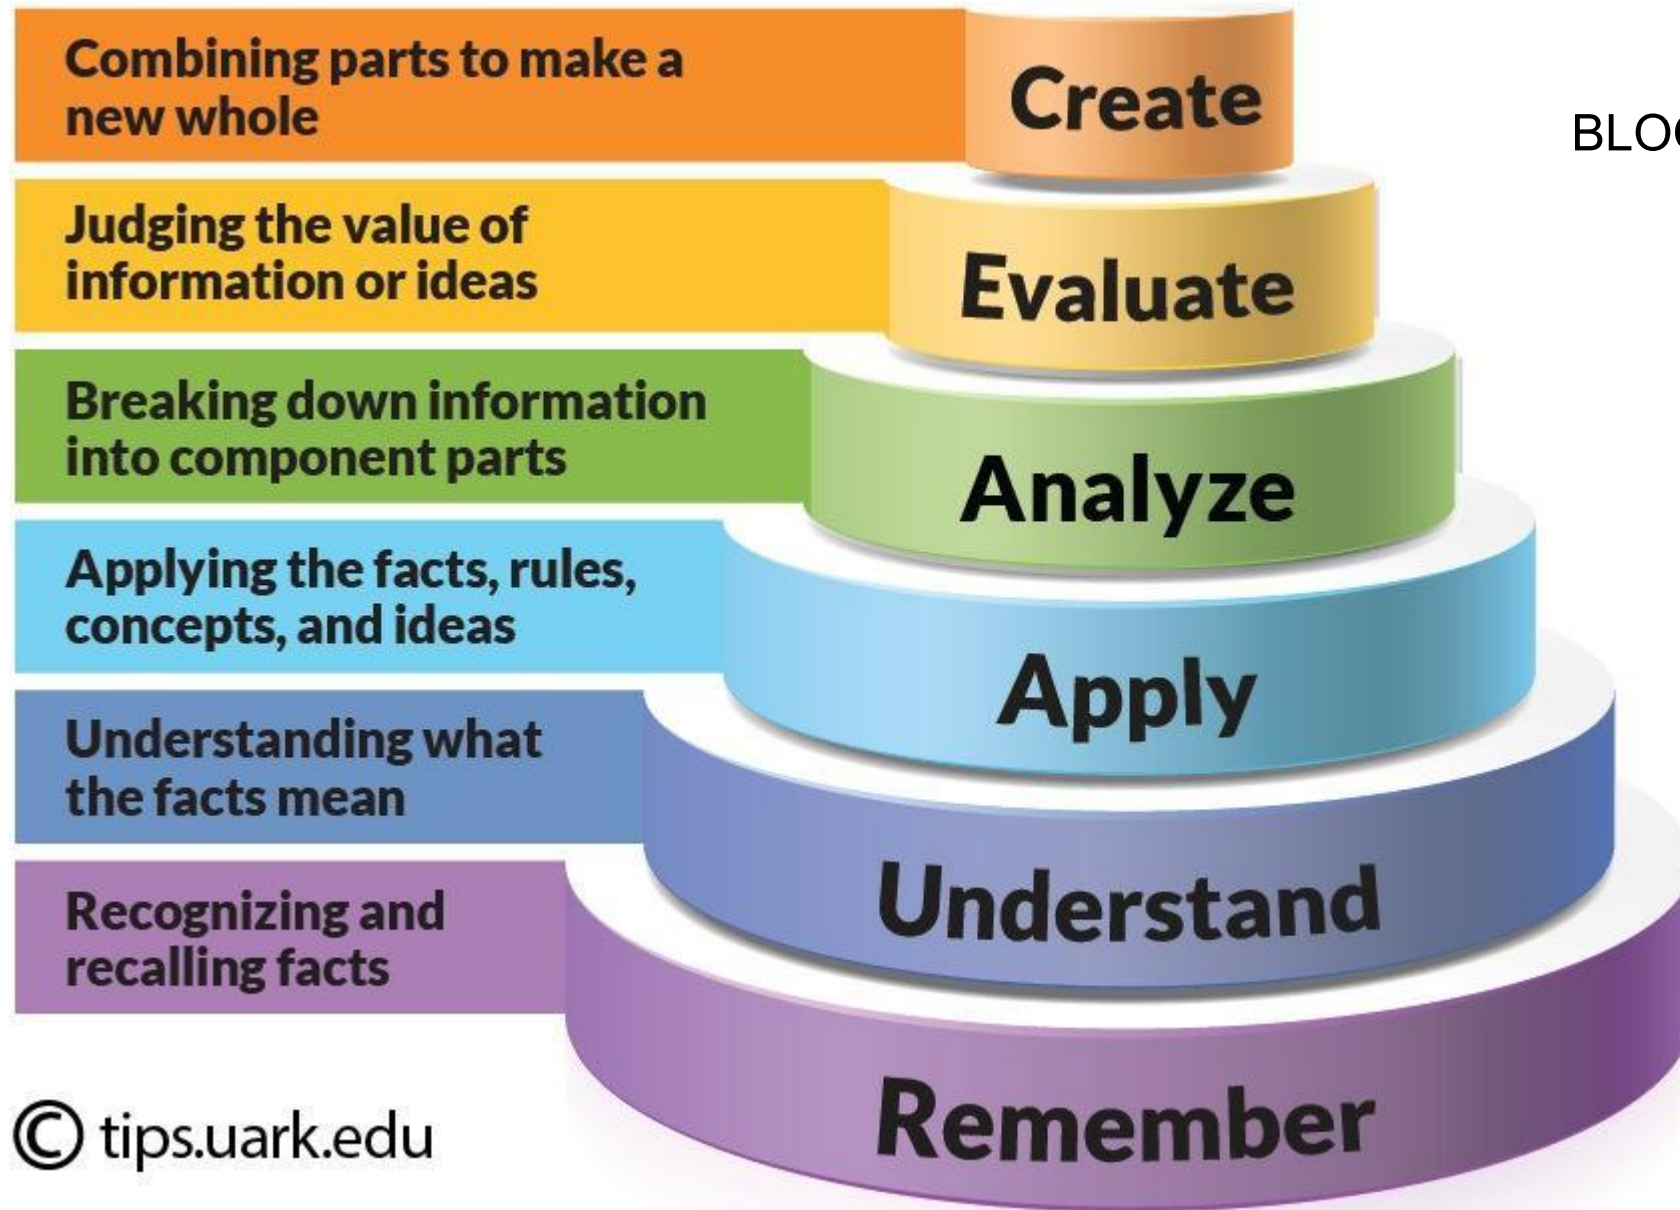 Combining parts to make a
new whole
Create
Judging the value of
information or ideas
Evaluate
Breaking down information
into component parts
Analyze
Applying the facts, rules,
concepts, and ideas
Apply
Understanding what
the facts mean
Understand
Recognizing and
recalling facts
Remember
© tips.uark.edu